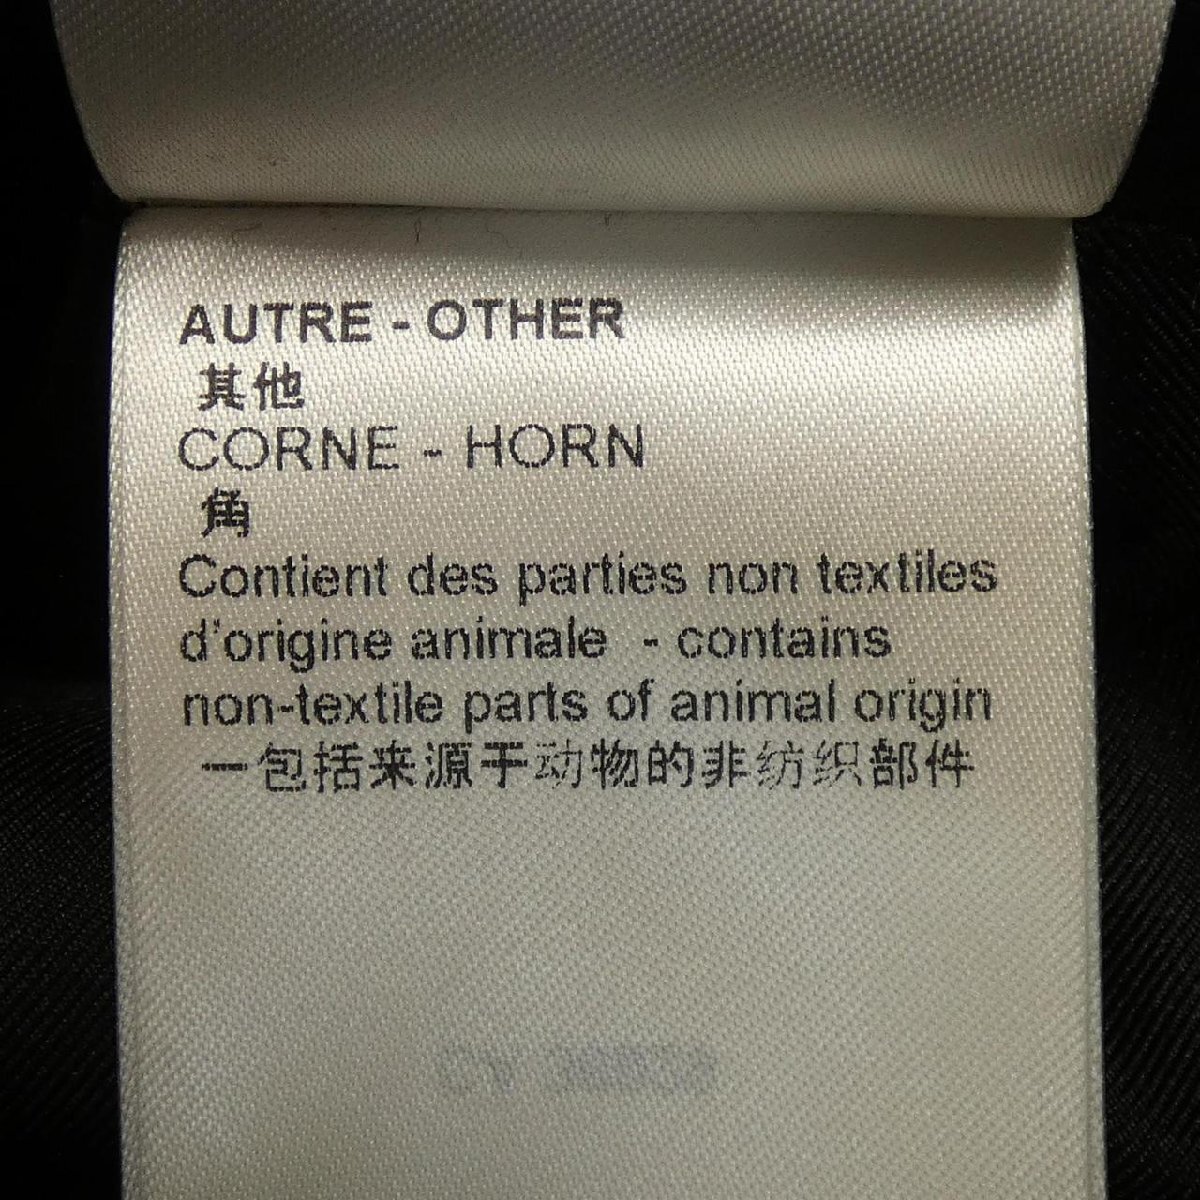 AUTRE - OTHER
其他
CORNE - HORN
角
Contient des parties non textiles
d'origine animale - contains
non-textile parts of animal origin
一包括来源于动物的非纺织部件